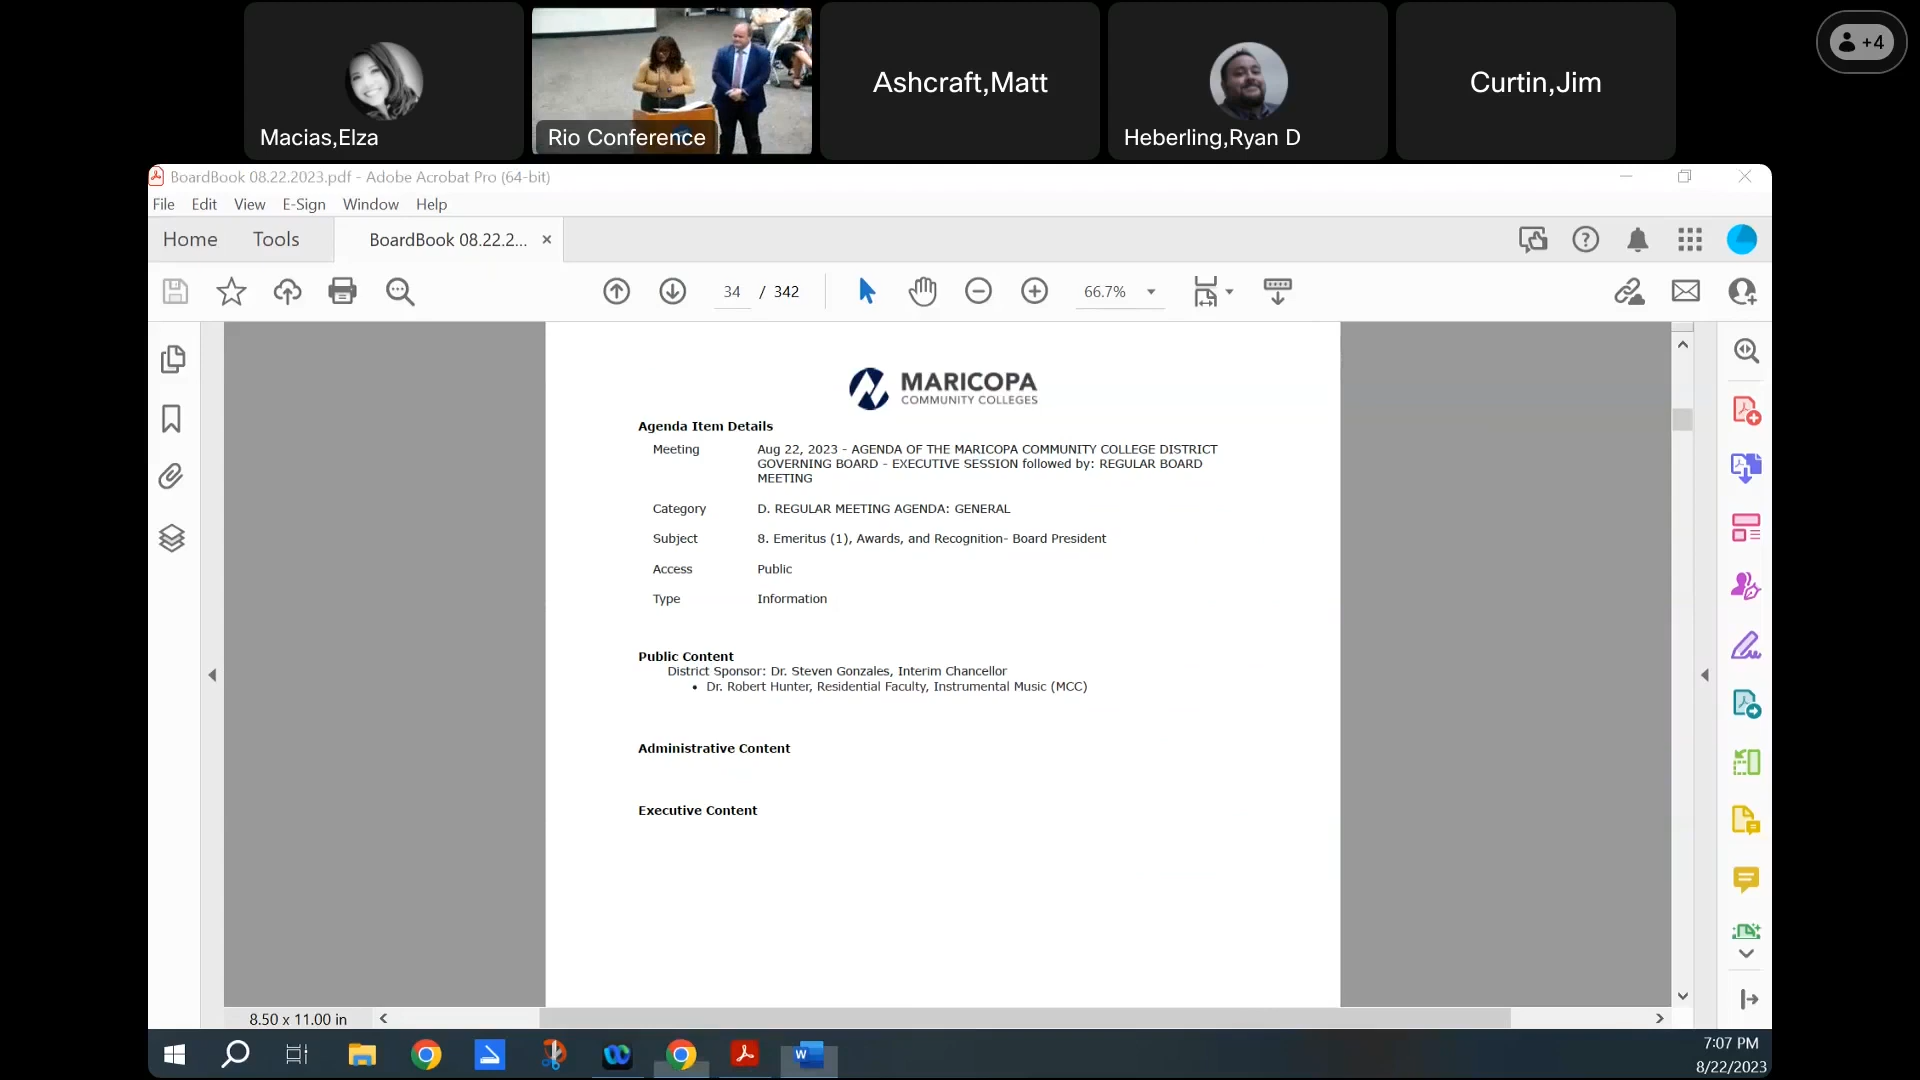 +4
Macias,Elza
Rio Conference
Ashcraft,Matt
Heberling,Ryan D
Curtin,Jim
BoardBook 08.22.2023.pdf - Adobe Acrobat Pro (64-bit)
File Edit View E-Sign Window Help
Home Tools BoardBook 08.22.2... ×
34 / 342 66.7%
MARICOPA
COMMUNITY COLLEGES
Agenda Item Details
Meeting Aug 22, 2023 - AGENDA OF THE MARICOPA COMMUNITY COLLEGE DISTRICT
GOVERNING BOARD - EXECUTIVE SESSION followed by: REGULAR BOARD
MEETING
Category D. REGULAR MEETING AGENDA: GENERAL
Subject 8. Emeritus (1), Awards, and Recognition- Board President
Access Public
Type Information
Public Content
District Sponsor: Dr. Steven Gonzales, Interim Chancellor
• Dr. Robert Hunter, Residential Faculty, Instrumental Music (MCC)
Administrative Content
Executive Content
8.50 x 11.00 in
7:07 PM
8/22/2023